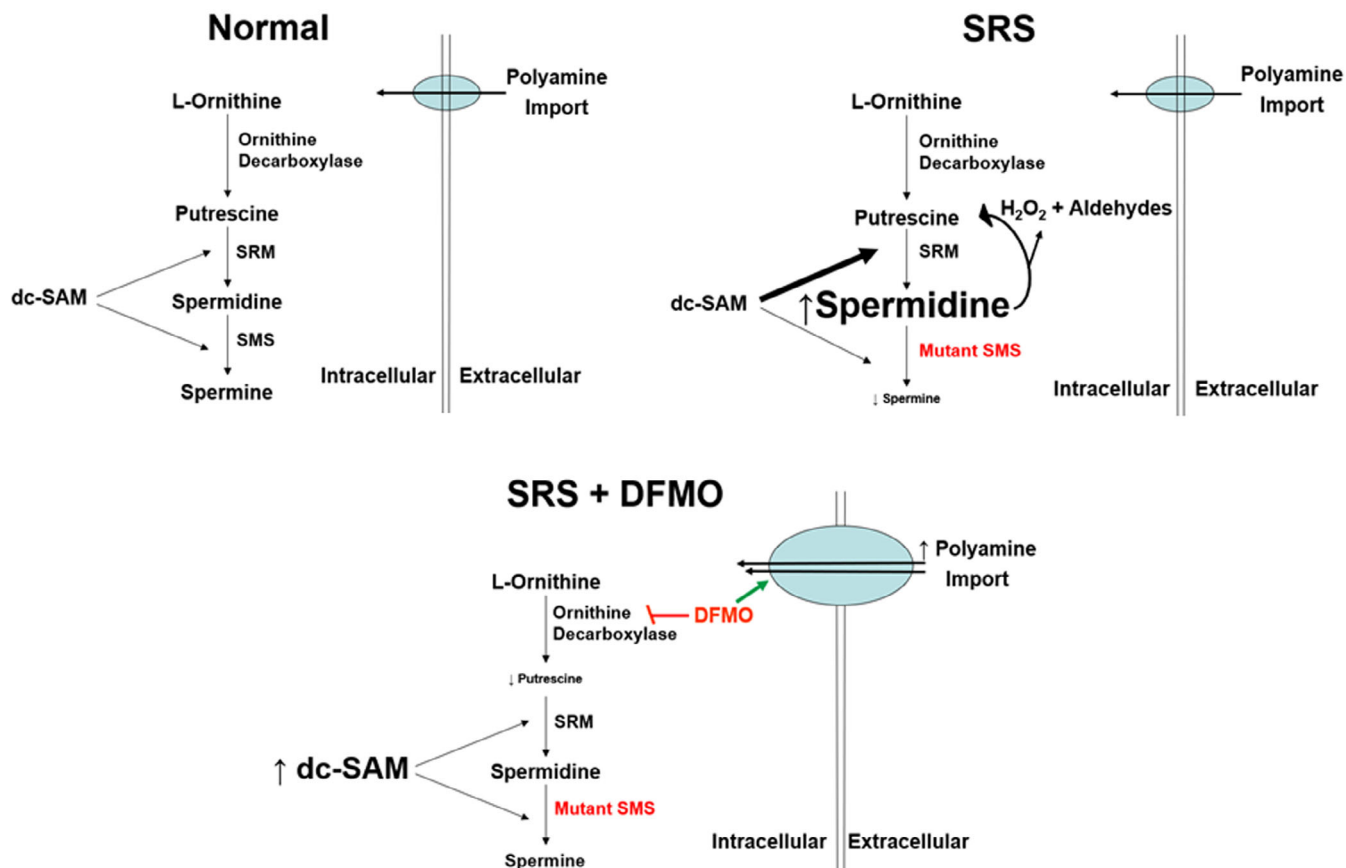 Normal
Polyamine
Import
L-Ornithine
Ornithine
Decarboxylase
Putrescine
SRM
dc-SAM
Spermidine
SMS
Intracellular
Extracellular
Spermine
SRS
Polyamine
Import
L-Ornithine
Ornithine
Decarboxylase
H₂O₂ + Aldehydes
Putrescine
SRM
dc-SAM
↑ Spermidine
Mutant SMS
Intracellular
Extracellular
↓ Spermine
SRS + DFMO
↑ Polyamine
Import
L-Ornithine
Ornithine
Decarboxylase
DFMO
↓ Putrescine
SRM
↑ dc-SAM
Spermidine
Mutant SMS
Intracellular
Extracellular
Spermine